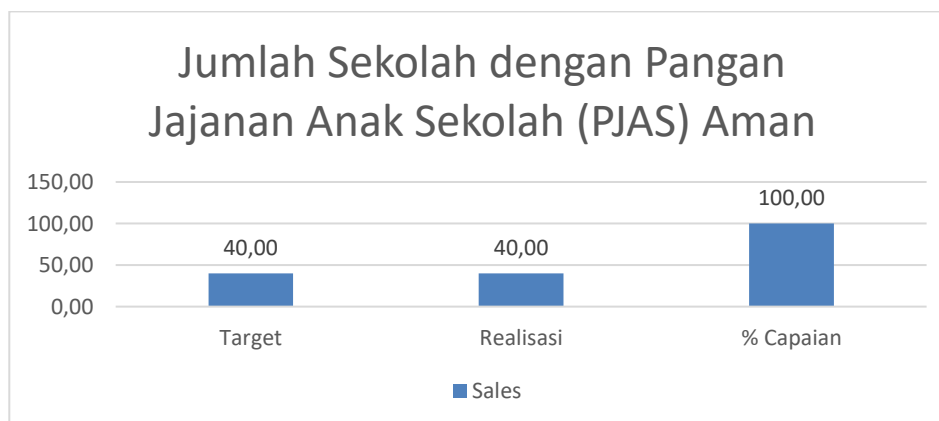 Jumlah Sekolah dengan Pangan
Jajanan Anak Sekolah (PJAS) Aman
150,00
100,00
50,00
0,00
40,00
40,00
100,00
Target
Realisasi
% Capaian
Sales